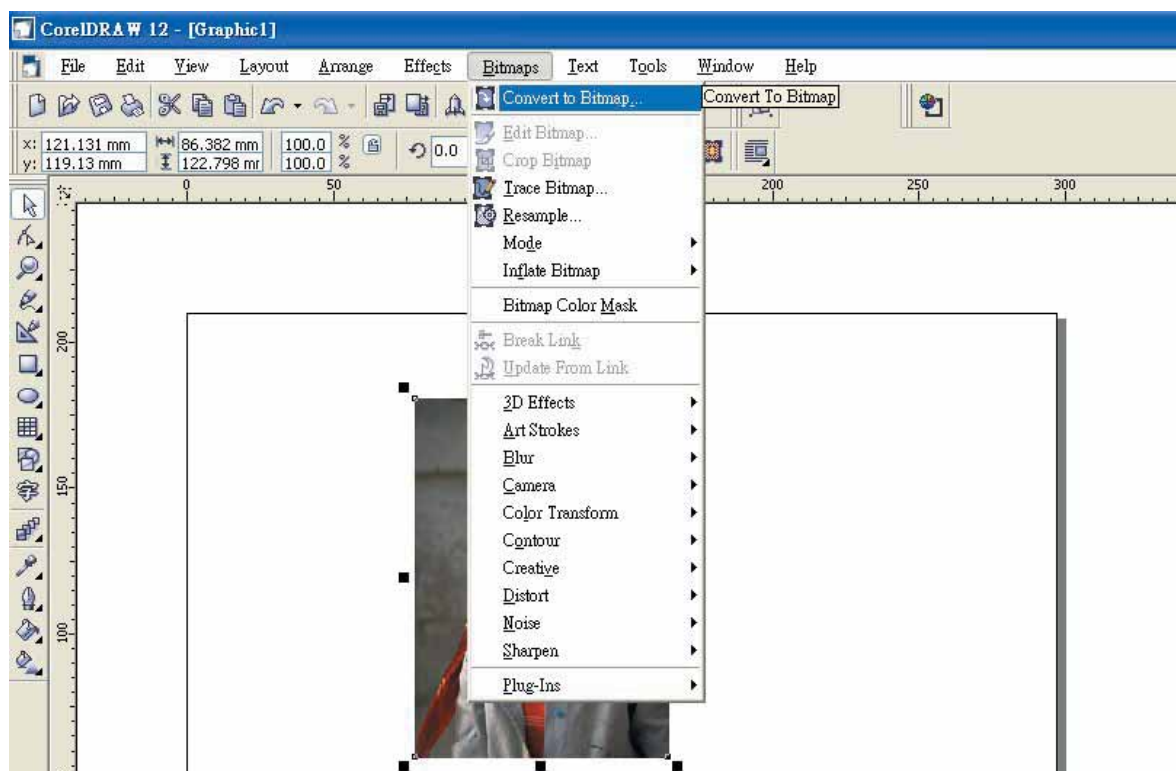 CorelDRAW 12 - [Graphic1]
File Edit View Layout Arrange Effects Bitmaps Text Tools Window Help
Convert to Bitmap...
Convert To Bitmap
x: 121.131 mm 86.382 mm 100.0 % 0.0
y: 119.13 mm 122.798 mr 100.0 %
Edit Bitmap...
Crop Bitmap
0 50 200 250 300
Trace Bitmap...
Resample...
Mode
Inflate Bitmap
Bitmap Color Mask
200
Break Link
Update From Link
3D Effects
Art Strokes
Blur
Camera
150
Color Transform
Contour
Creative
Distort
Noise
100
Sharpen
Plug-Ins